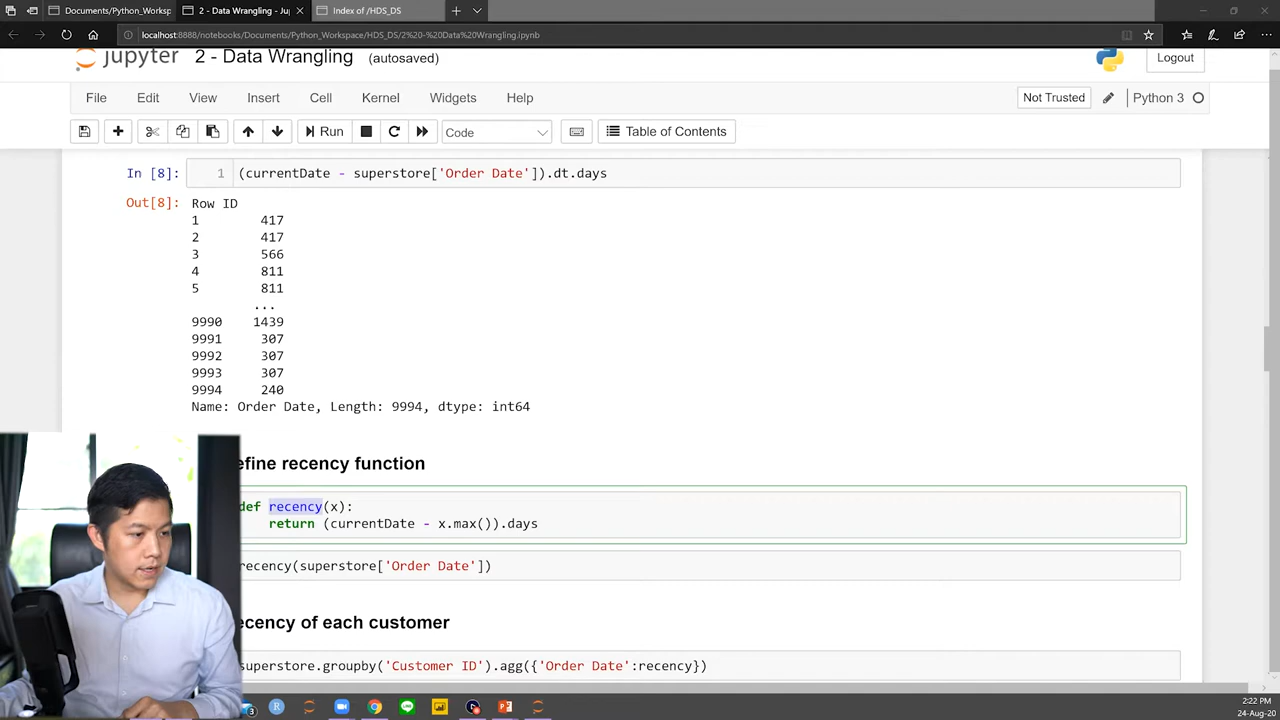 Documents/Python_Worksp
2 - Data Wrangling - Ju
Index of /HDS_DS
localhost:8888/notebooks/Documents/Python_Workspace/HDS_DS/2%20-%20Data%20Wrangling.ipynb
jupyter 2 - Data Wrangling (autosaved)
Logout
File Edit View Insert Cell Kernel Widgets Help
Not Trusted
Python 3
Run
Code
Table of Contents
In [8]: 1 (currentDate - superstore['Order Date']).dt.days
Out[8]: Row ID
1 417
2 417
3 566
4 811
5 811
...
9990 1439
9991 307
9992 307
9993 307
9994 240
Name: Order Date, Length: 9994, dtype: int64
efine recency function
def recency(x):
return (currentDate - x.max()).days
recency(superstore['Order Date'])
ecency of each customer
superstore.groupby('Customer ID').agg({'Order Date':recency})
2:22 PM
24-Aug-20